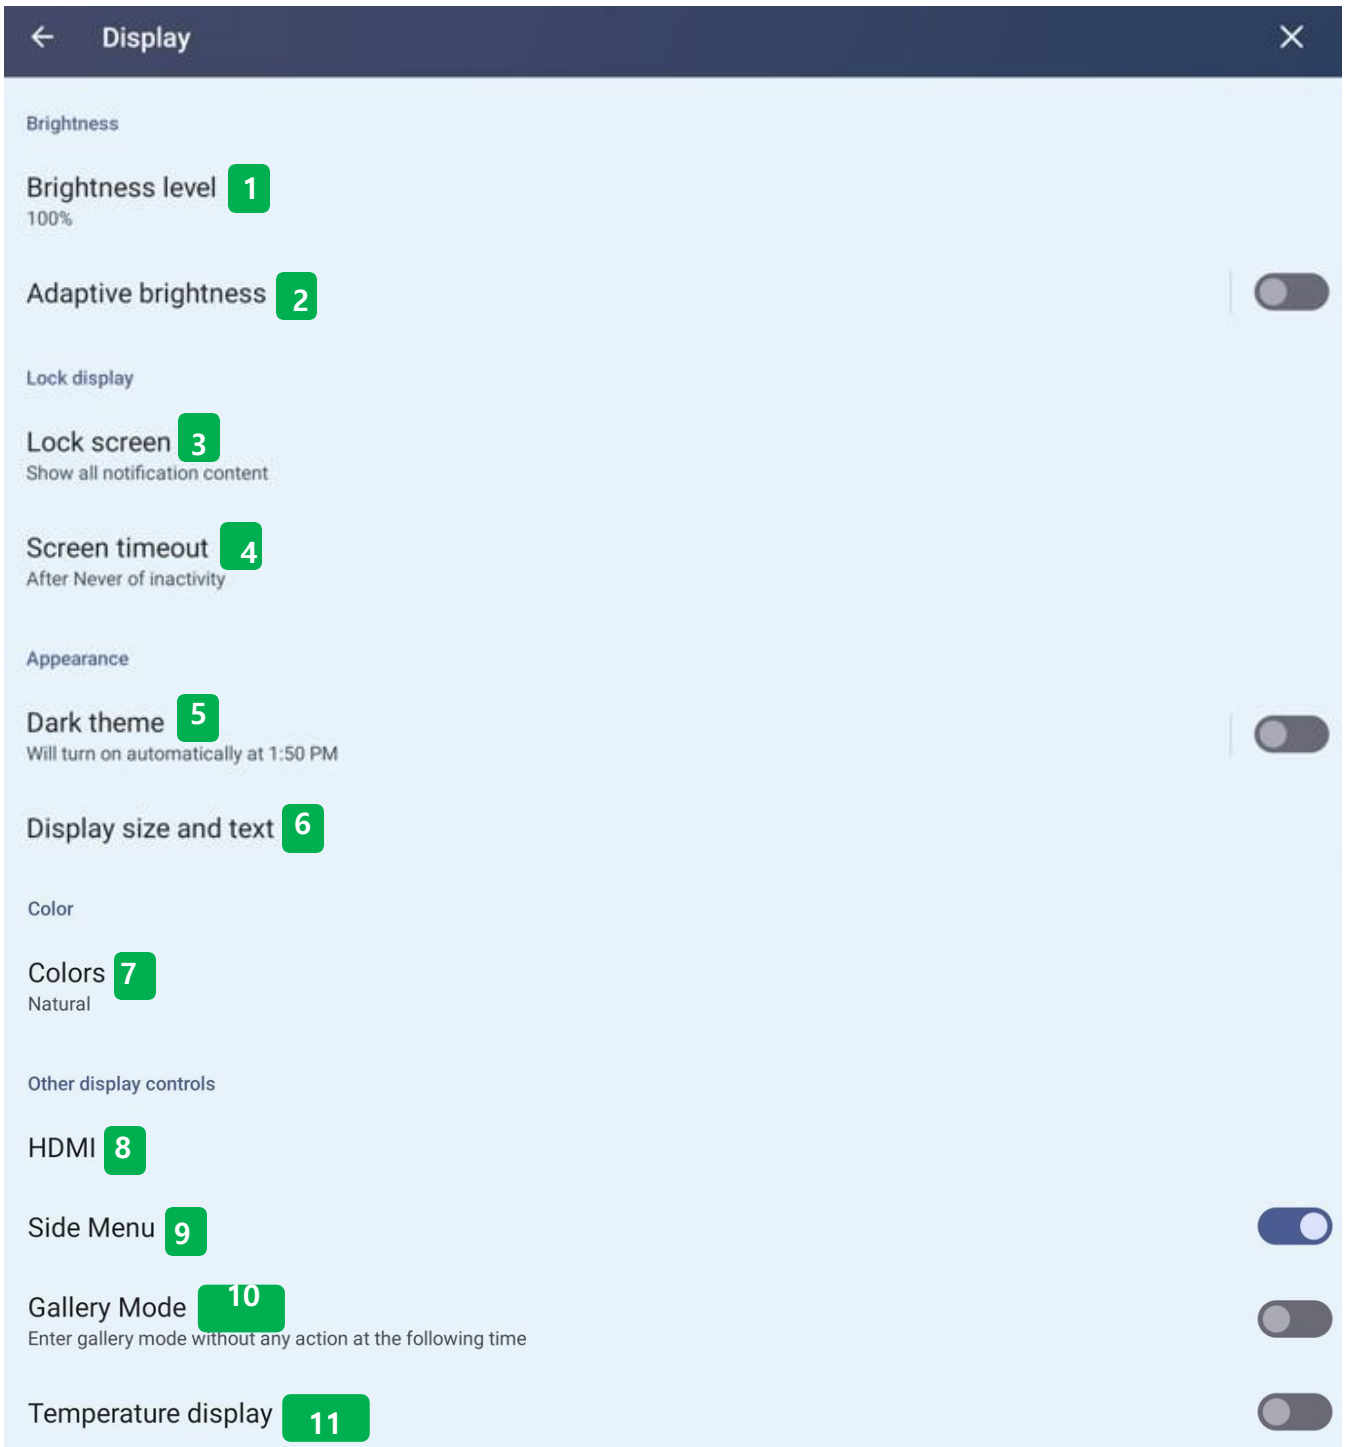 Display
Brightness
Brightness level 1
100%
Adaptive brightness 2
Lock display
Lock screen 3
Show all notification content
Screen timeout 4
After Never of inactivity
Appearance
Dark theme 5
Will turn on automatically at 1:50 PM
Display size and text 6
Color
Colors 7
Natural
Other display controls
HDMI 8
Side Menu 9
Gallery Mode 10
Enter gallery mode without any action at the following time
Temperature display 11